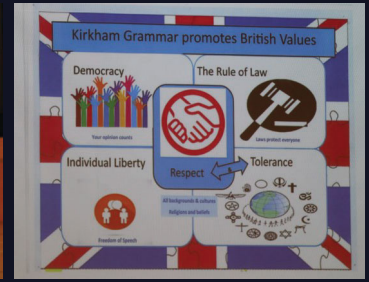 Kirkham Grammar promotes British Values
Democracy
Your opinion counts
The Rule of Law
Laws protect everyone
Respect
Individual Liberty
Freedom of Speech
Tolerance
All backgrounds & cultures
Religions and beliefs